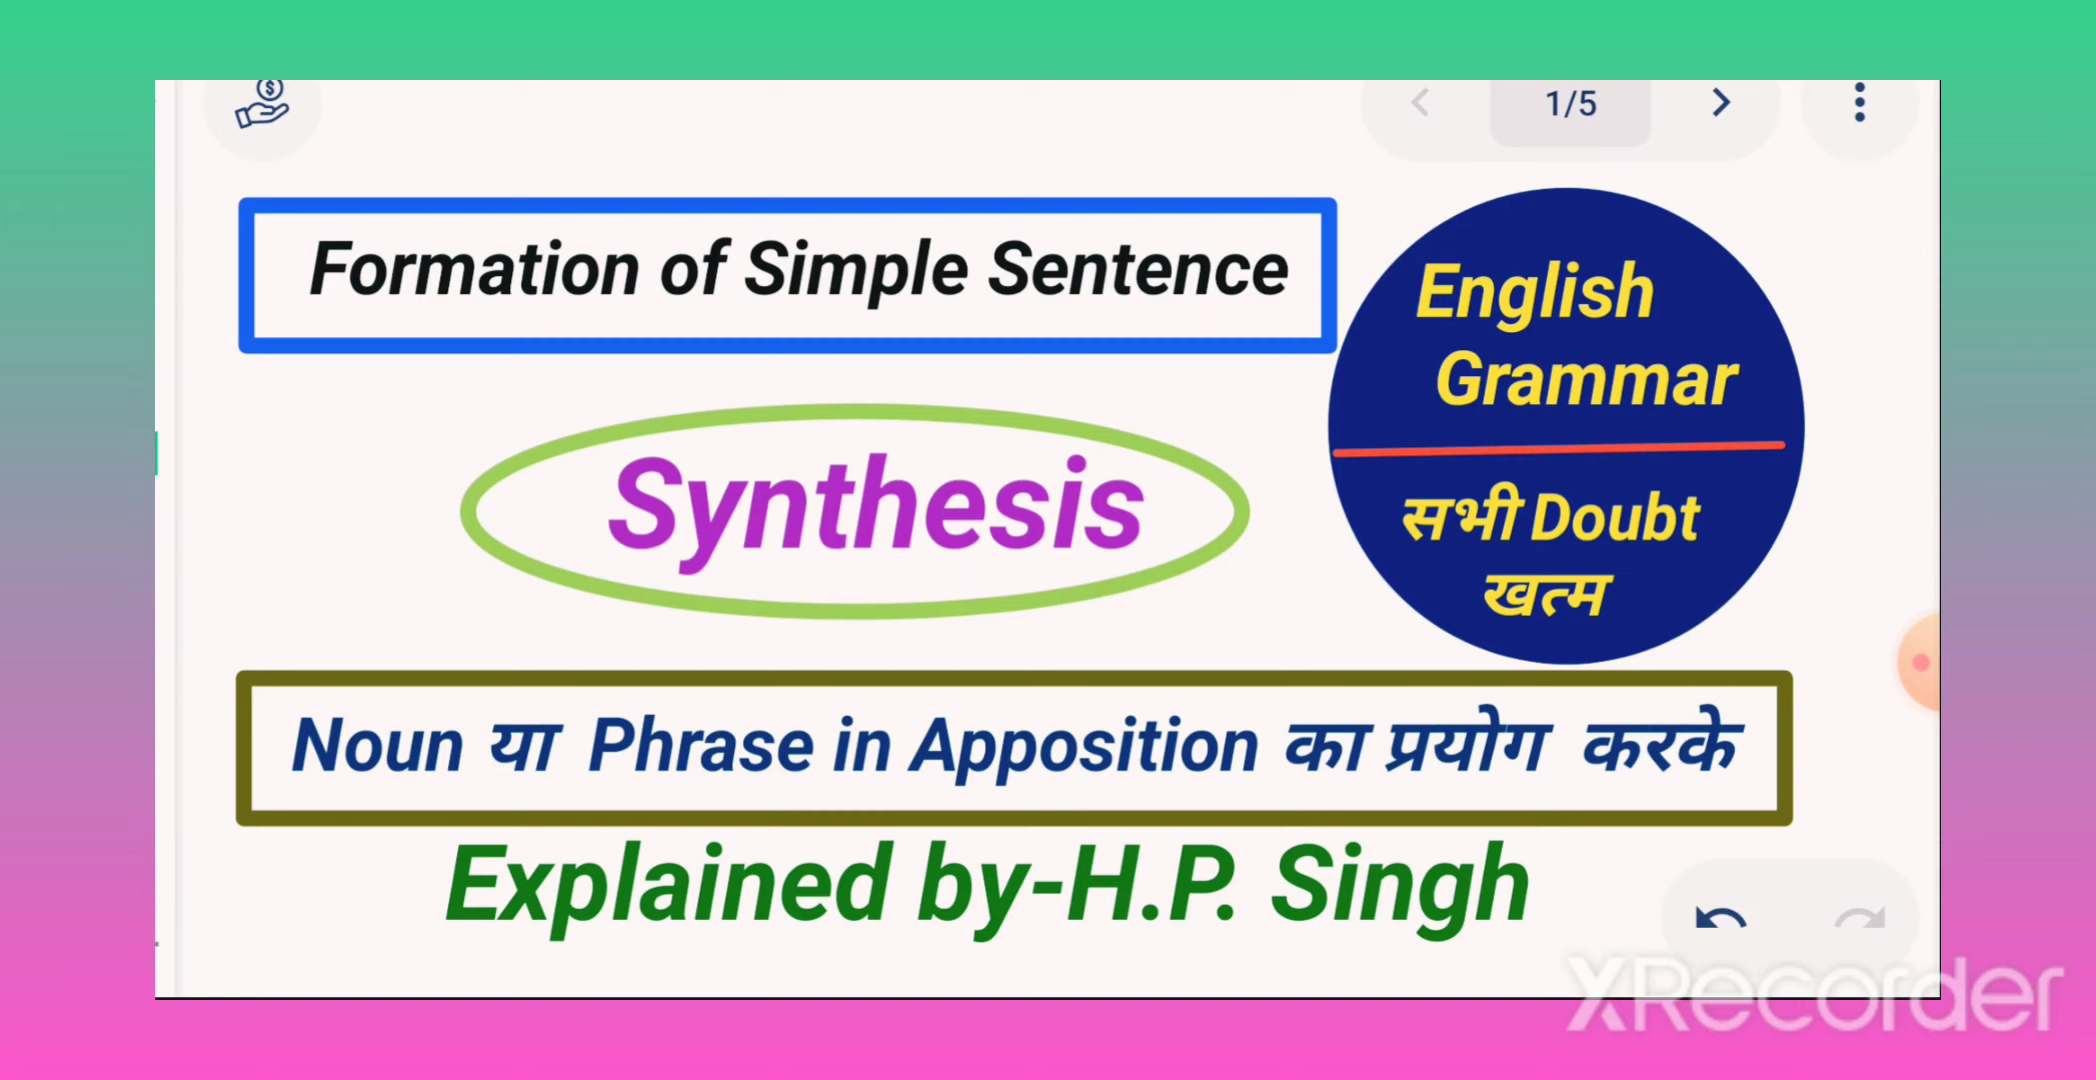 1/5
Formation of Simple Sentence
English
Grammar
Synthesis
सभी Doubt
खत्म
Noun या Phrase in Apposition का प्रयोग करके
Explained by-H.P. Singh
XRecorder